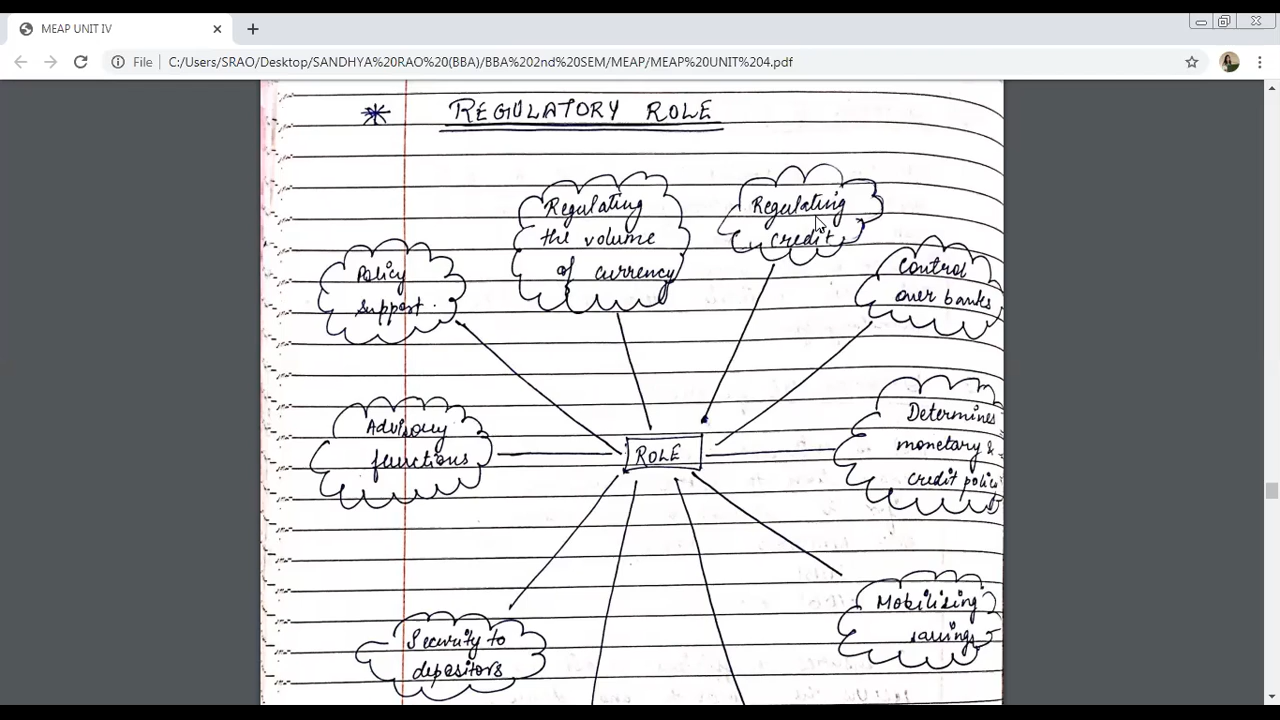 MEAP UNIT IV
File
C:/Users/SRAO/Desktop/SANDHYA%20RAO%20(BBA)/BBA%202nd%20SEM/MEAP/MEAP%20UNIT%204.pdf
REGULATORY ROLE
Regulating
the volume
of currency
Regulating
credit
Policy
support.
Control
over banks
Advisory
functions
ROLE
Determines
monetary &
credit polic
Security to
depositors
Mobilising
savings